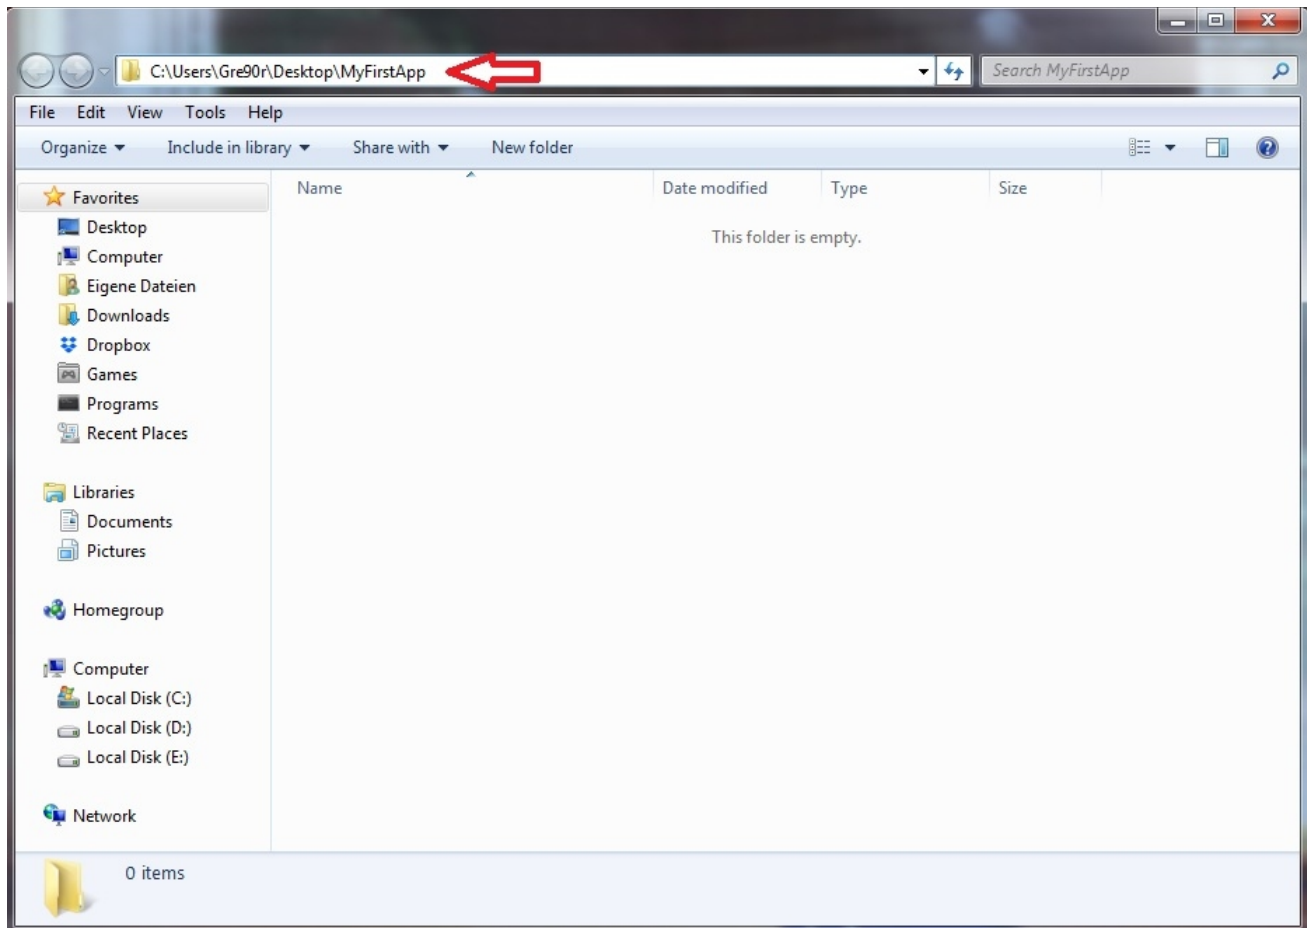 C:\Users\Gre90r\Desktop\MyFirstApp
Search MyFirstApp
File Edit View Tools Help
Organize Include in library Share with New folder
Name Date modified Type Size
This folder is empty.
Favorites
Desktop
Computer
Eigene Dateien
Downloads
Dropbox
Games
Programs
Recent Places
Libraries
Documents
Pictures
Homegroup
Computer
Local Disk (C:)
Local Disk (D:)
Local Disk (E:)
Network
0 items